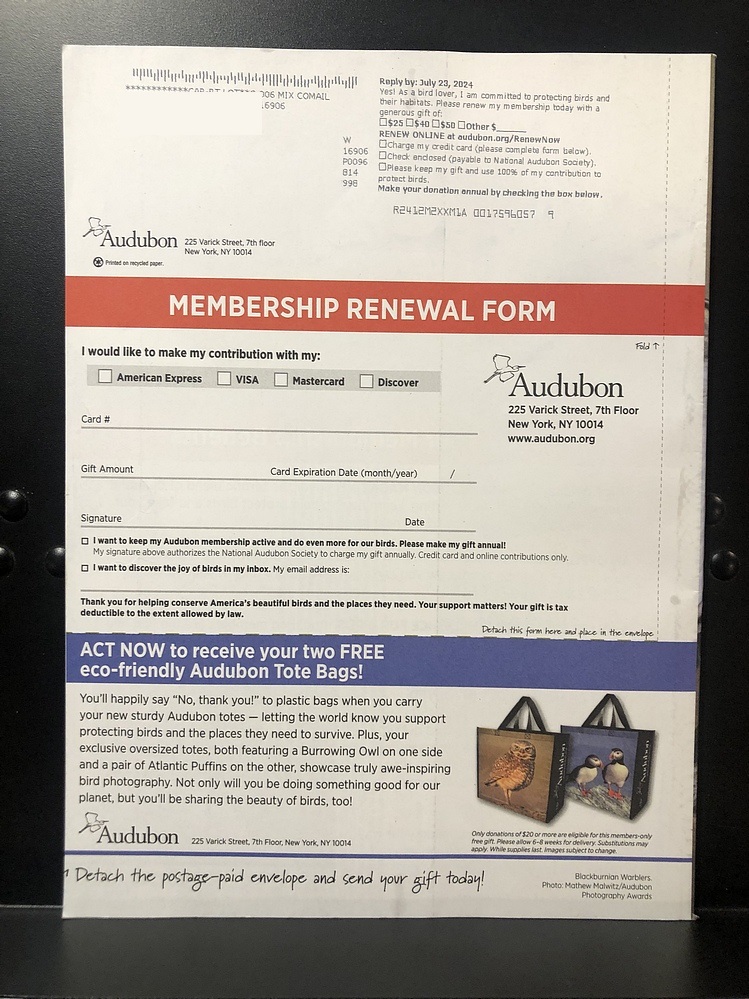 006 MIX COMAIL
16906
W
16906
P0096
814
998
Reply by: July 23, 2024
Yes! As a bird lover, I am committed to protecting birds and
their habitats. Please renew my membership today with a
generous gift of:
☐$25 ☐$40 ☐$50 ☐Other $______
RENEW ONLINE at audubon.org/RenewNow
☐Charge my credit card (please complete form below).
☐Check enclosed (payable to National Audubon Society).
☐Please keep my gift and use 100% of my contribution to
protect birds.
Make your donation annual by checking the box below.
R2412M2XXM1A 0017596057 9
Audubon
225 Varick Street, 7th floor
New York, NY 10014
Printed on recycled paper.
MEMBERSHIP RENEWAL FORM
Fold ↑
I would like to make my contribution with my:
☐ American Express ☐ VISA ☐ Mastercard ☐ Discover
Audubon
225 Varick Street, 7th Floor
New York, NY 10014
www.audubon.org
Card #
Gift Amount Card Expiration Date (month/year) /
Signature Date
☐ I want to keep my Audubon membership active and do even more for our birds. Please make my gift annual!
My signature above authorizes the National Audubon Society to charge my gift annually. Credit card and online contributions only.
☐ I want to discover the joy of birds in my inbox. My email address is:
Thank you for helping conserve America's beautiful birds and the places they need. Your support matters! Your gift is tax
deductible to the extent allowed by law.
Detach this form here and place in the envelope
ACT NOW to receive your two FREE
eco-friendly Audubon Tote Bags!
You'll happily say "No, thank you!" to plastic bags when you carry
your new sturdy Audubon totes — letting the world know you support
protecting birds and the places they need to survive. Plus, your
exclusive oversized totes, both featuring a Burrowing Owl on one side
and a pair of Atlantic Puffins on the other, showcase truly awe-inspiring
bird photography. Not only will you be doing something good for our
planet, but you'll be sharing the beauty of birds, too!
Audubon
Audubon
Only donations of $20 or more are eligible for this members-only
free gift. Please allow 6–8 weeks for delivery. Substitutions may
apply. While supplies last. Images subject to change.
Audubon 225 Varick Street, 7th Floor, New York, NY 10014
Detach the postage-paid envelope and send your gift today!
Blackburnian Warblers.
Photo: Mathew Malwitz/Audubon
Photography Awards